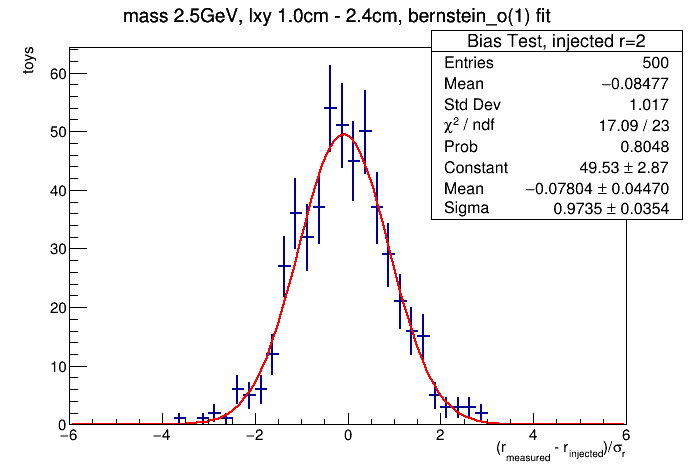 mass 2.5GeV, lxy 1.0cm - 2.4cm, bernstein_o(1) fit
toys
Bias Test, injected r=2
Entries 500
Mean −0.08477
Std Dev 1.017
χ² / ndf 17.09 / 23
Prob 0.8048
Constant 49.53 ± 2.87
Mean −0.07804 ± 0.04470
Sigma 0.9735 ± 0.0354
60
50
40
30
20
10
0
−6 −4 −2 0 2 4 6
(r_measured - r_injected)/σ_r